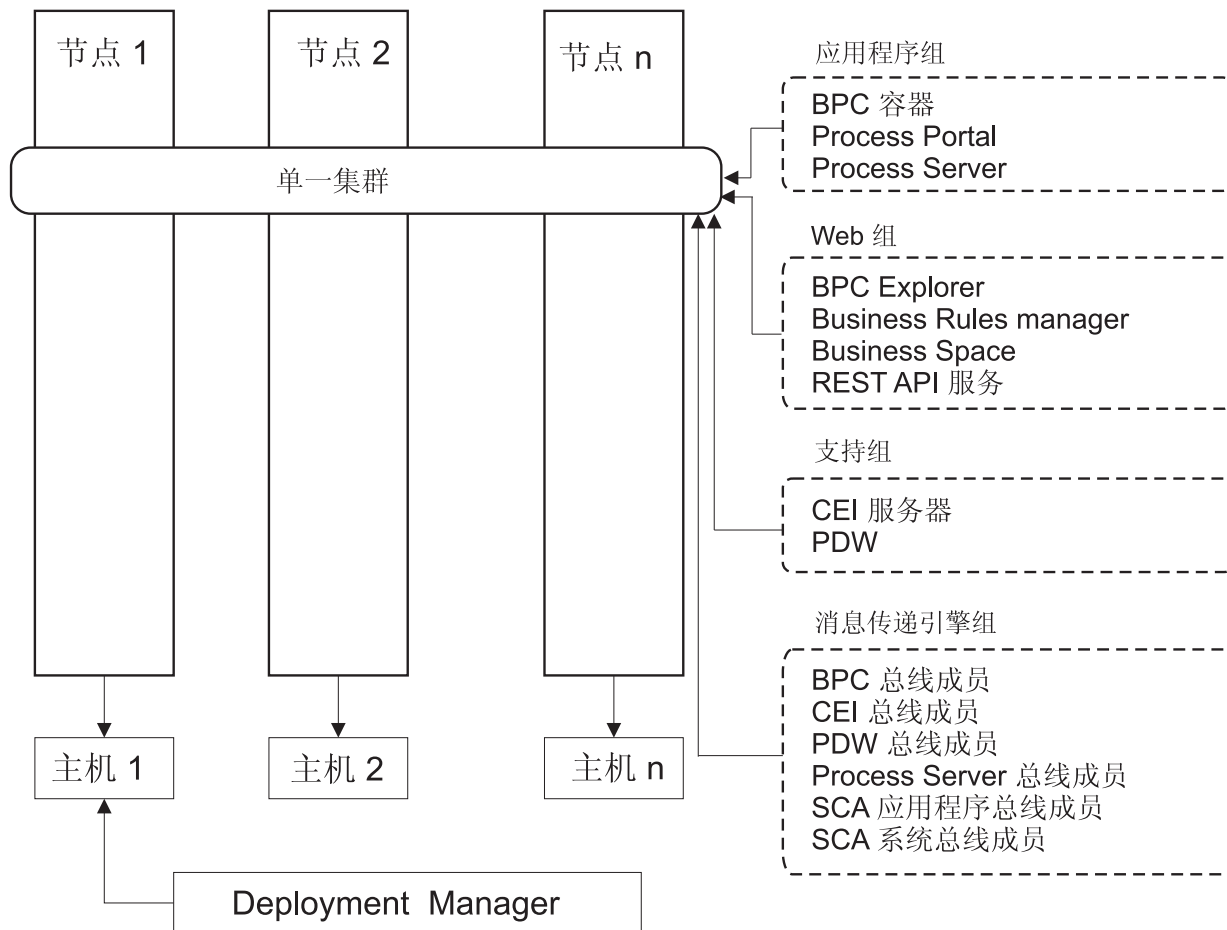 节点 1
节点 2
节点 n
单一集群
主机 1
主机 2
主机 n
Deployment Manager
应用程序组
BPC 容器
Process Portal
Process Server
Web 组
BPC Explorer
Business Rules manager
Business Space
REST API 服务
支持组
CEI 服务器
PDW
消息传递引擎组
BPC 总线成员
CEI 总线成员
PDW 总线成员
Process Server 总线成员
SCA 应用程序总线成员
SCA 系统总线成员